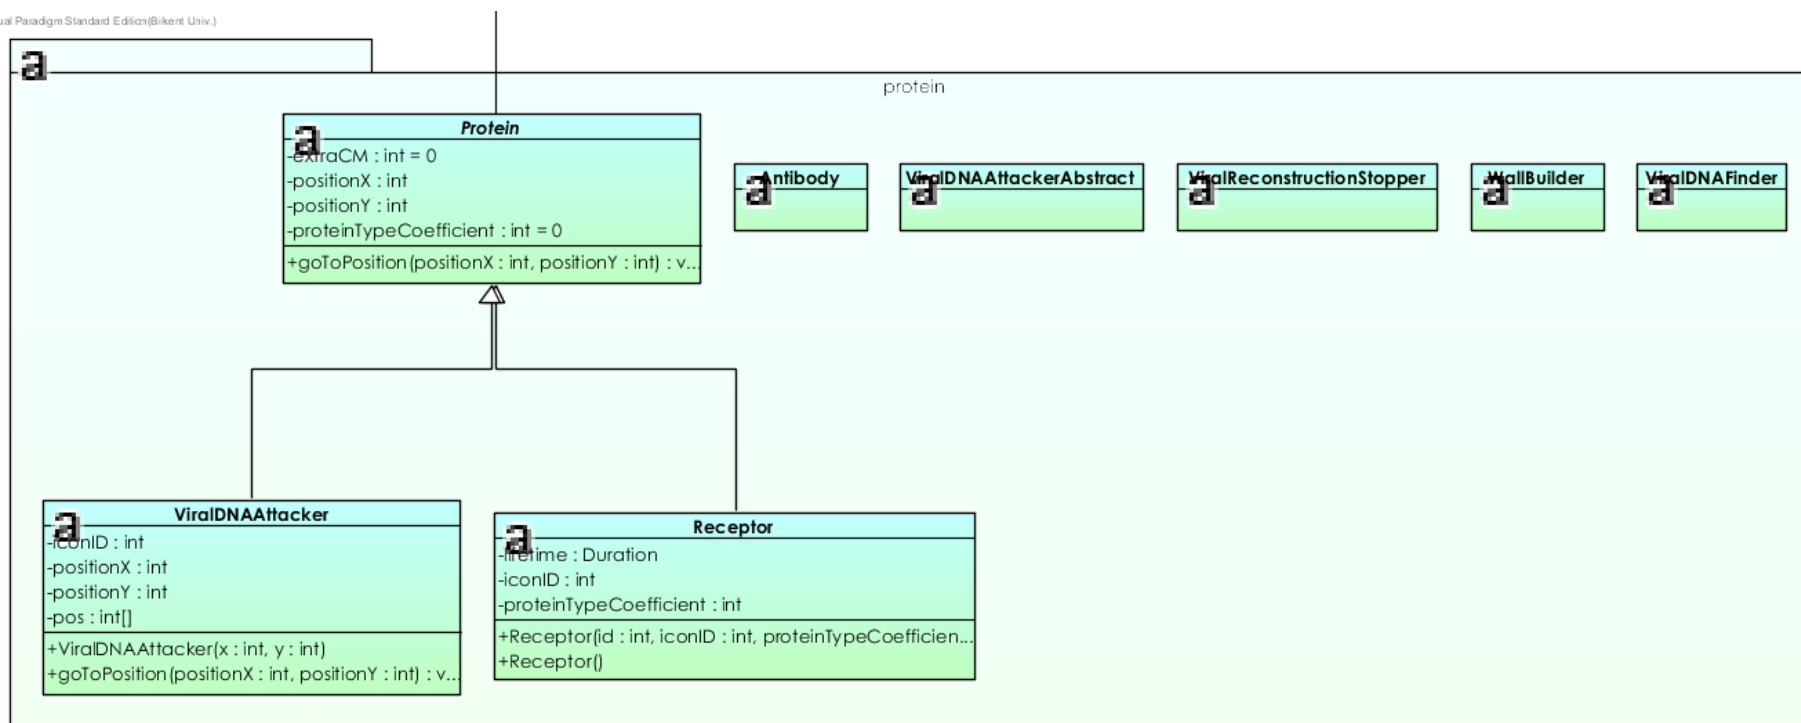 ual Paradigm Standard Edition(Bilkent Univ.)
a
protein
a
Protein
-extraCM : int = 0
-positionX : int
-positionY : int
-proteinTypeCoefficient : int = 0
+goToPosition(positionX : int, positionY : int) : v...
a
Antibody
a
ViralDNAAttackerAbstract
a
ViralReconstructionStopper
a
WallBuilder
a
ViralDNAFinder
a
ViralDNAAttacker
-iconID : int
-positionX : int
-positionY : int
-pos : int[]
+ViralDNAAttacker(x : int, y : int)
+goToPosition(positionX : int, positionY : int) : v...
a
Receptor
-lifetime : Duration
-iconID : int
-proteinTypeCoefficient : int
+Receptor(id : int, iconID : int, proteinTypeCoefficien...
+Receptor()